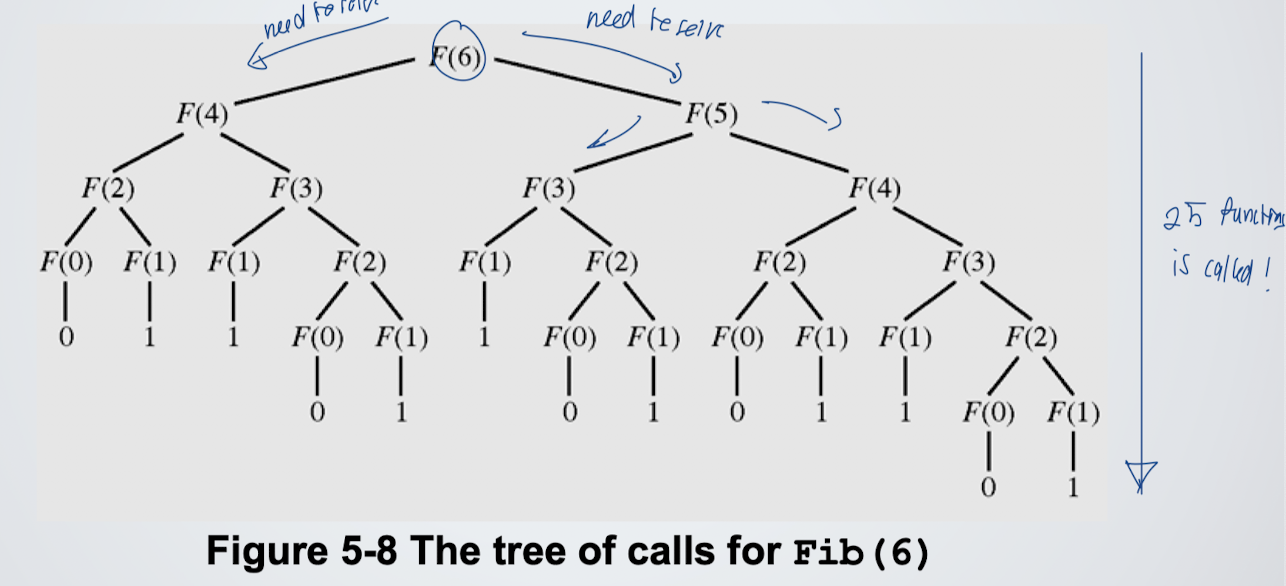 need to solve
need to solve
F(6)
F(4) F(5)
F(2) F(3) F(3) F(4)
F(0) F(1) F(1) F(2) F(1) F(2) F(2) F(3)
0 1 1 F(0) F(1) 1 F(0) F(1) F(0) F(1) F(1) F(2)
0 1 0 1 0 1 1 F(0) F(1)
0 1
25 functions
is called!
Figure 5-8 The tree of calls for Fib(6)